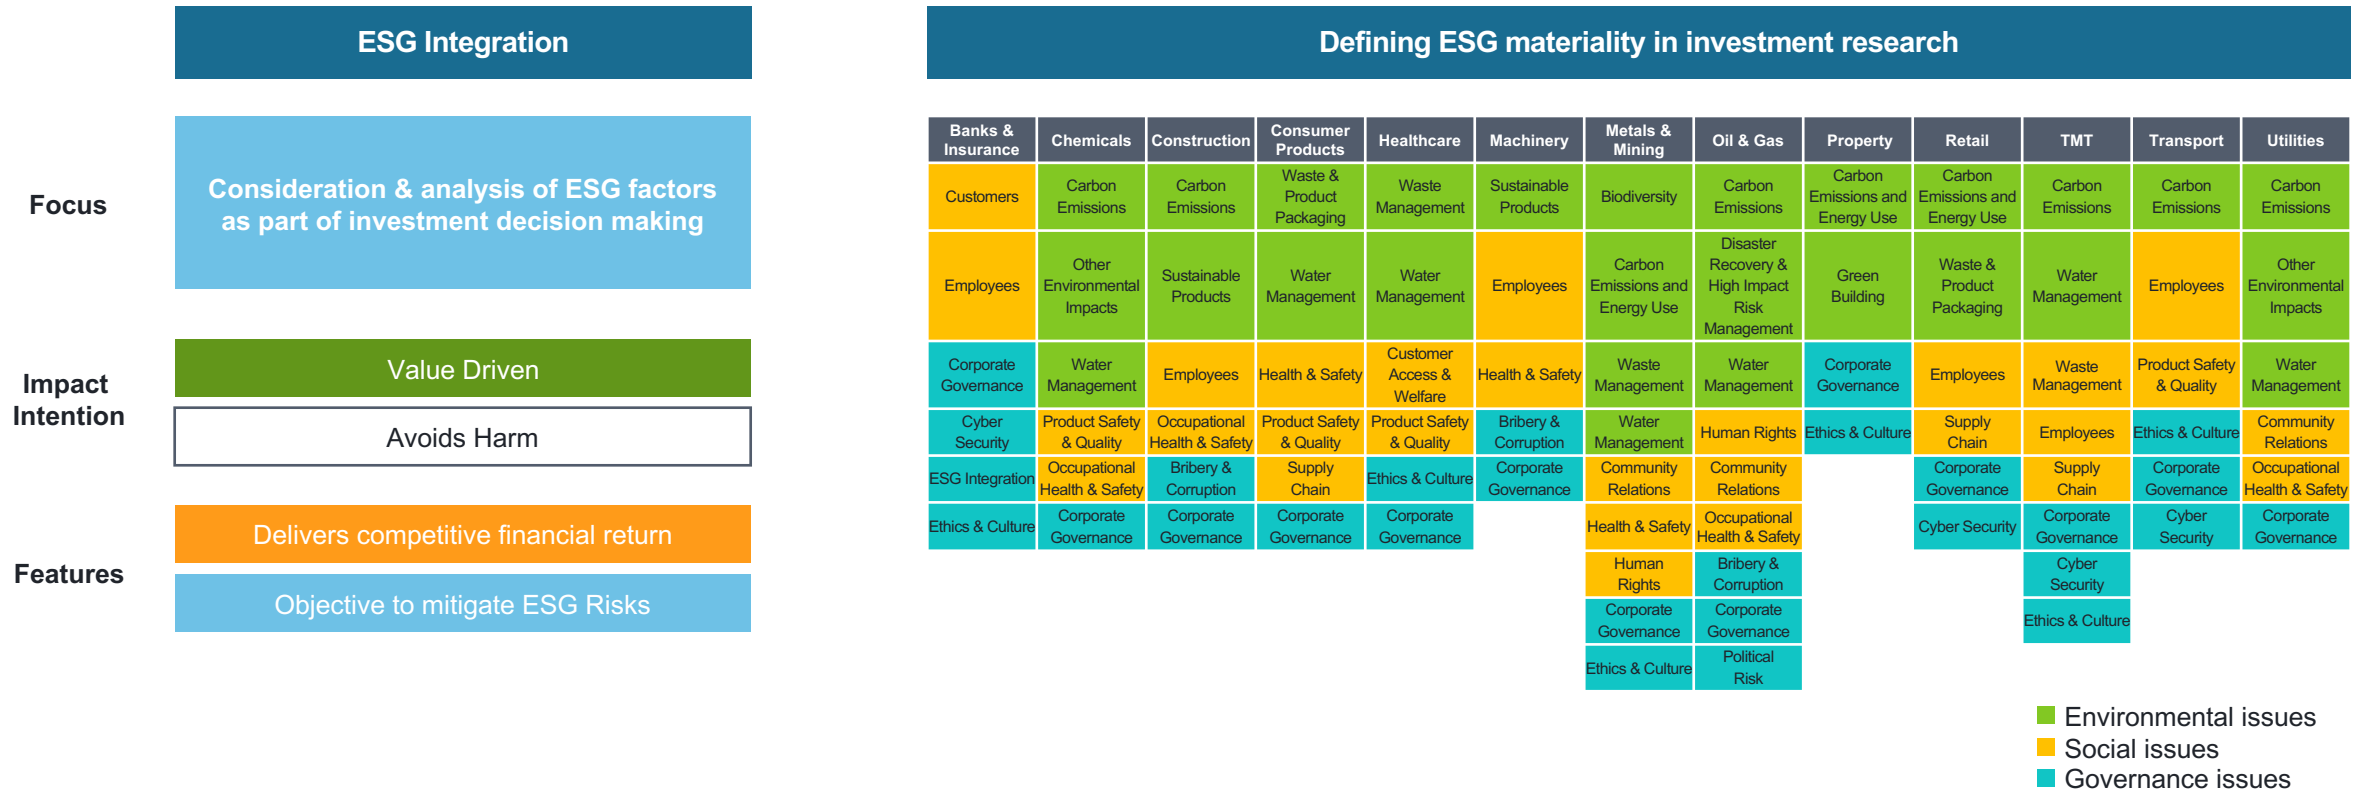 ESG Integration
Defining ESG materiality in investment research
Focus
Consideration & analysis of ESG factors
as part of investment decision making
Impact
Intention
Value Driven
Avoids Harm
Features
Delivers competitive financial return
Objective to mitigate ESG Risks
Banks &
Insurance
Customers
Employees
Corporate
Governance
Cyber
Security
ESG Integration
Ethics & Culture
Chemicals
Carbon
Emissions
Other
Environmental
Impacts
Water
Management
Product Safety
& Quality
Occupational
Health & Safety
Corporate
Governance
Construction
Carbon
Emissions
Sustainable
Products
Employees
Occupational
Health & Safety
Bribery &
Corruption
Corporate
Governance
Consumer
Products
Waste &
Product
Packaging
Water
Management
Health & Safety
Product Safety
& Quality
Supply
Chain
Corporate
Governance
Healthcare
Waste
Management
Water
Management
Customer
Access &
Welfare
Product Safety
& Quality
Ethics & Culture
Corporate
Governance
Machinery
Sustainable
Products
Employees
Health & Safety
Bribery &
Corruption
Corporate
Governance
Metals &
Mining
Biodiversity
Carbon
Emissions and
Energy Use
Waste
Management
Water
Management
Community
Relations
Health & Safety
Human
Rights
Corporate
Governance
Ethics & Culture
Oil & Gas
Carbon
Emissions
Disaster
Recovery &
High Impact
Risk
Management
Water
Management
Human Rights
Community
Relations
Occupational
Health & Safety
Bribery &
Corruption
Corporate
Governance
Political
Risk
Property
Carbon
Emissions and
Energy Use
Green
Building
Corporate
Governance
Ethics & Culture
Retail
Carbon
Emissions and
Energy Use
Waste &
Product
Packaging
Employees
Supply
Chain
Corporate
Governance
Cyber Security
TMT
Carbon
Emissions
Water
Management
Waste
Management
Employees
Supply
Chain
Corporate
Governance
Cyber
Security
Ethics & Culture
Transport
Carbon
Emissions
Employees
Product Safety
& Quality
Ethics & Culture
Corporate
Governance
Cyber
Security
Utilities
Carbon
Emissions
Other
Environmental
Impacts
Water
Management
Community
Relations
Occupational
Health & Safety
Corporate
Governance
Environmental issues
Social issues
Governance issues